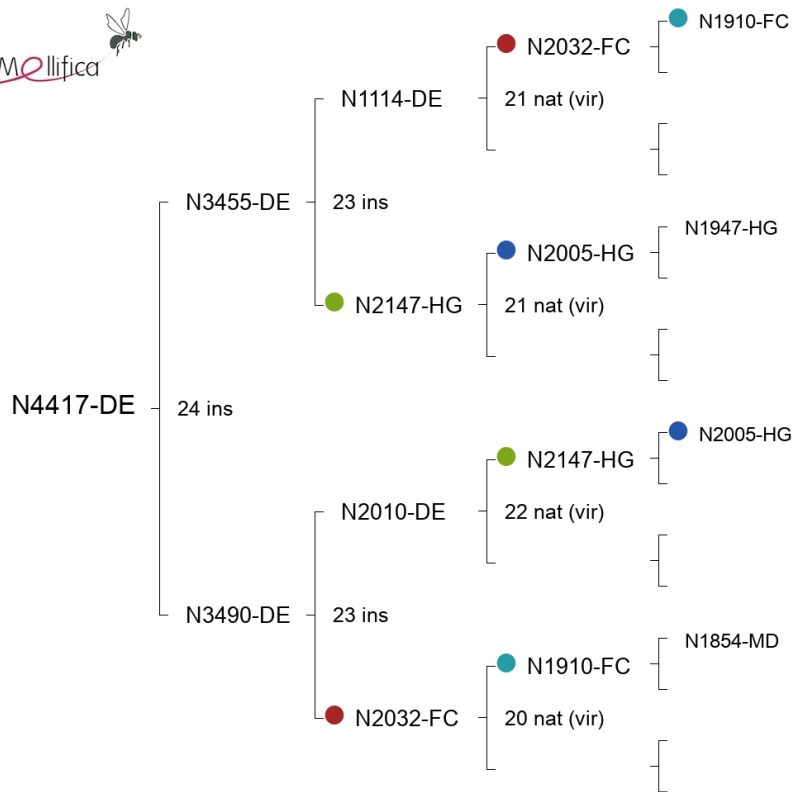 Mellifica
N1910-FC
N2032-FC
N1114-DE
21 nat (vir)
N3455-DE
23 ins
N1947-HG
N2005-HG
N2147-HG
21 nat (vir)
N4417-DE
24 ins
N2005-HG
N2147-HG
N2010-DE
22 nat (vir)
N3490-DE
23 ins
N1854-MD
N1910-FC
N2032-FC
20 nat (vir)